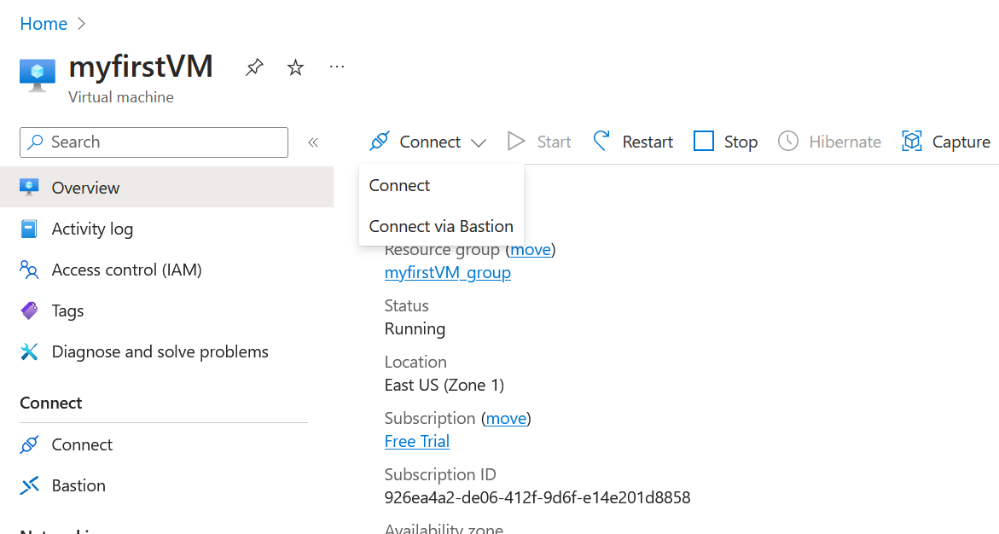 Home
myfirstVM
Virtual machine
Search
Overview
Activity log
Access control (IAM)
Tags
Diagnose and solve problems
Connect
Connect
Bastion
Connect Start Restart Stop Hibernate Capture
Connect
Connect via Bastion
Resource group (move)
myfirstVM_group
Status
Running
Location
East US (Zone 1)
Subscription (move)
Free Trial
Subscription ID
926ea4a2-de06-412f-9d6f-e14e201d8858
Availability zone